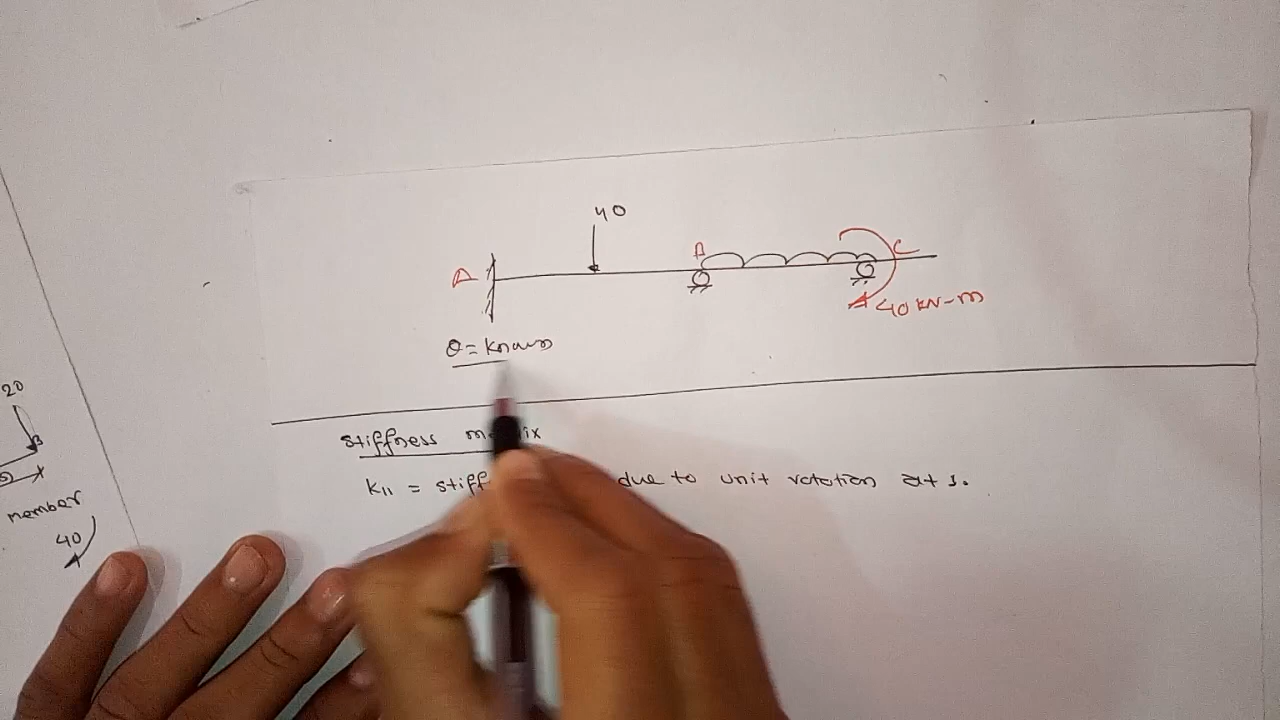 40
A
B
C
40 KN-m
θ = known
stiffness
K11 = stiff due to unit rotation at 1.
20
B
member
40